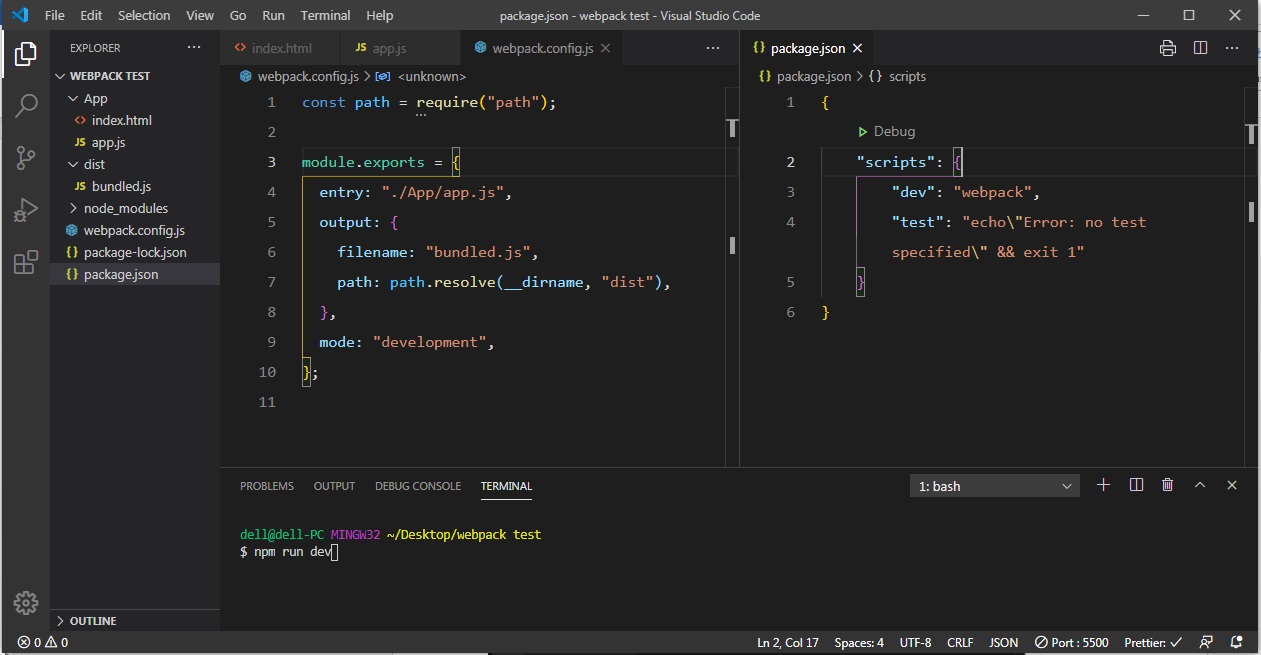 File Edit Selection View Go Run Terminal Help package.json - webpack test - Visual Studio Code
EXPLORER ...
WEBPACK TEST
App
<> index.html
JS app.js
dist
JS bundled.js
node_modules
webpack.config.js
{} package-lock.json
{} package.json
OUTLINE
<> index.html JS app.js webpack.config.js ...
webpack.config.js > <unknown>
1 const path = require("path");
2
3 module.exports = {
4 entry: "./App/app.js",
5 output: {
6 filename: "bundled.js",
7 path: path.resolve(__dirname, "dist"),
8 },
9 mode: "development",
10 };
11
{} package.json ...
{} package.json > {} scripts
1 {
Debug
2 "scripts": {
3 "dev": "webpack",
4 "test": "echo\"Error: no test
specified\" && exit 1"
5 }
6 }
PROBLEMS OUTPUT DEBUG CONSOLE TERMINAL 1: bash
dell@dell-PC MINGW32 ~/Desktop/webpack test
$ npm run dev
0 0 Ln 2, Col 17 Spaces: 4 UTF-8 CRLF JSON Port : 5500 Prettier: ✓